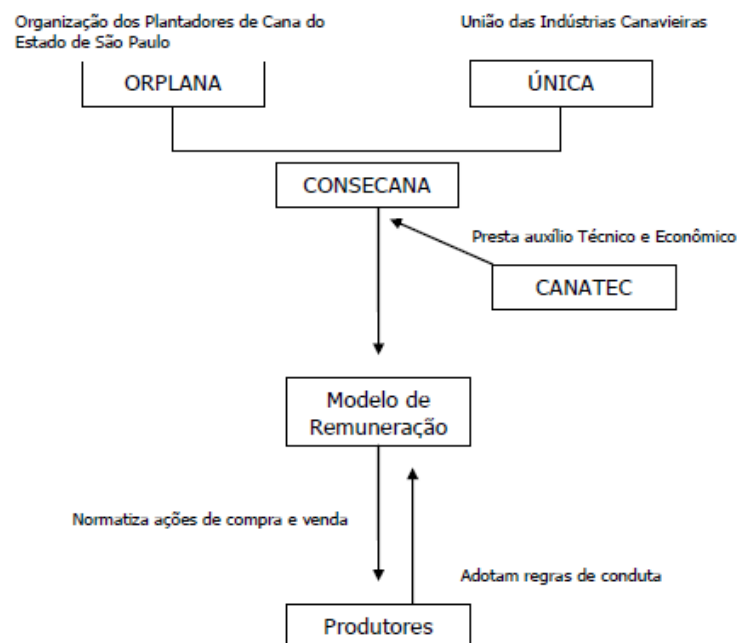 Organização dos Plantadores de Cana do
Estado de São Paulo
União das Indústrias Canavieiras
ORPLANA
ÚNICA
CONSECANA
Presta auxílio Técnico e Econômico
CANATEC
Modelo de
Remuneração
Normatiza ações de compra e venda
Adotam regras de conduta
Produtores